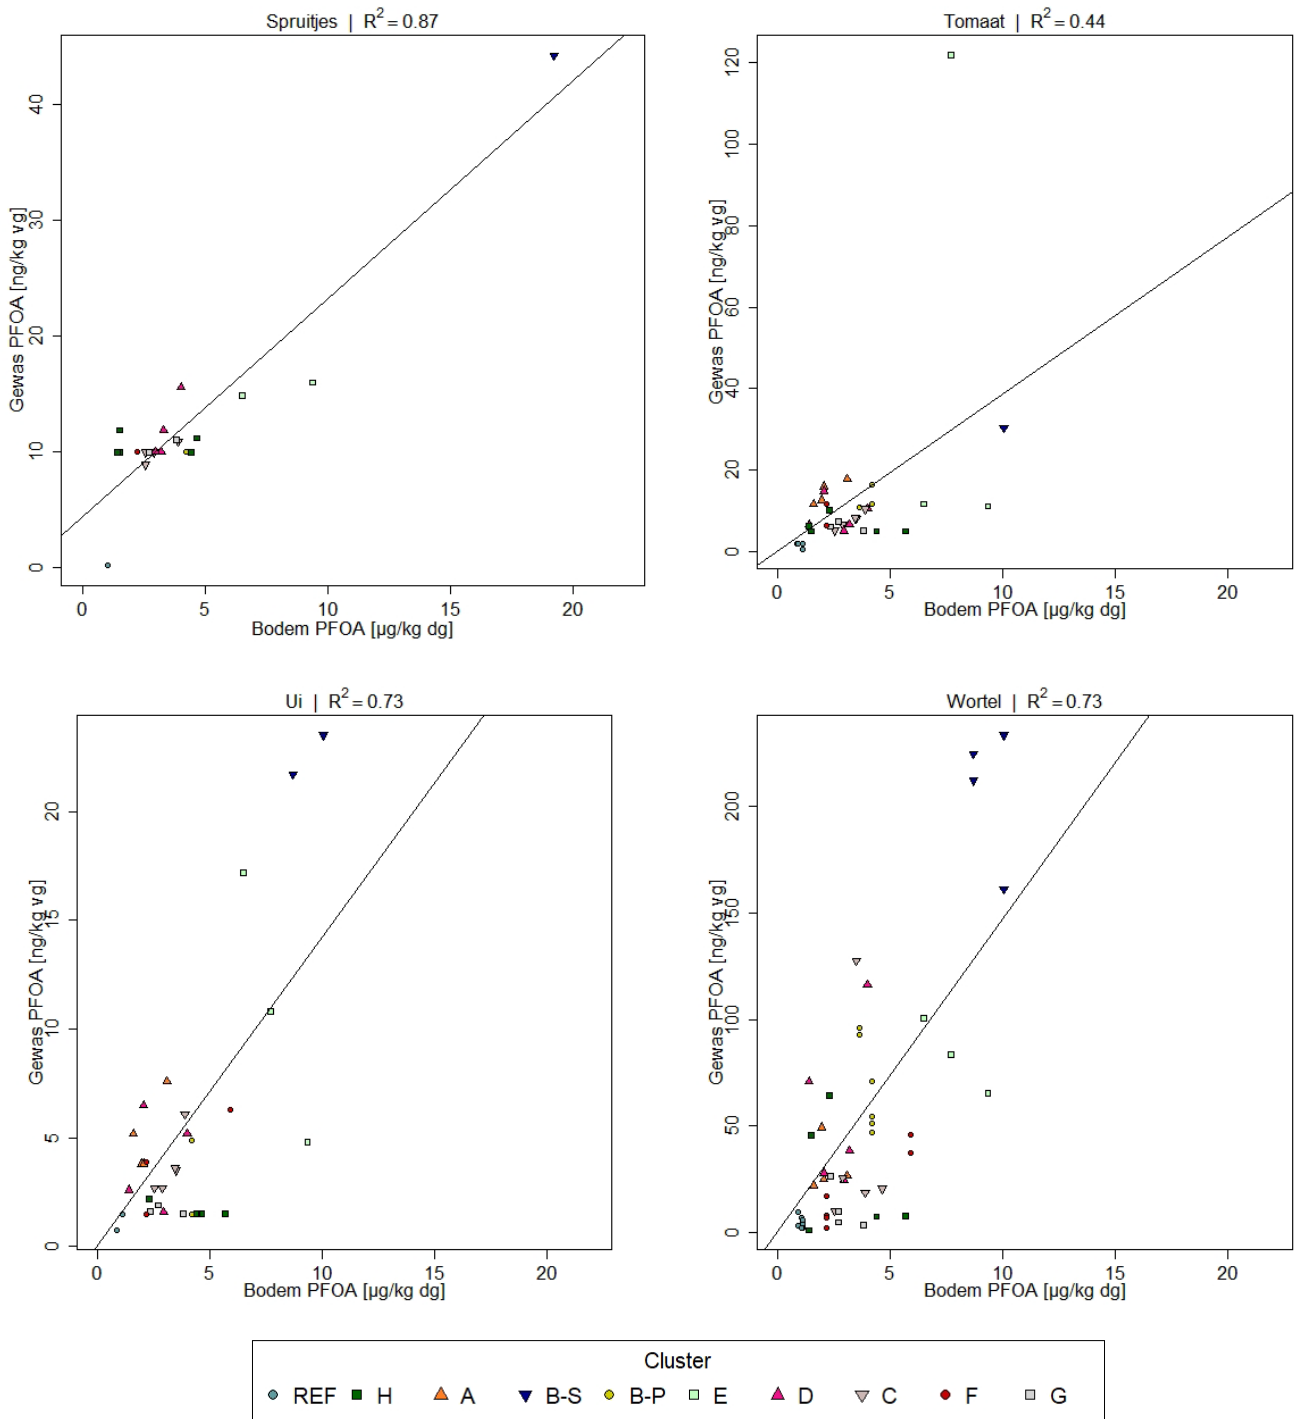 Spruitjes | R² = 0.87
Gewas PFOA [ng/kg vg]
40
30
20
10
0
0 5 10 15 20
Bodem PFOA [µg/kg dg]
Tomaat | R² = 0.44
Gewas PFOA [ng/kg vg]
120
100
80
60
40
20
0
0 5 10 15 20
Bodem PFOA [µg/kg dg]
Ui | R² = 0.73
Gewas PFOA [ng/kg vg]
20
15
10
5
0
0 5 10 15 20
Bodem PFOA [µg/kg dg]
Wortel | R² = 0.73
Gewas PFOA [ng/kg vg]
200
150
100
50
0
0 5 10 15 20
Bodem PFOA [µg/kg dg]
Cluster
REF H A B-S B-P E D C F G